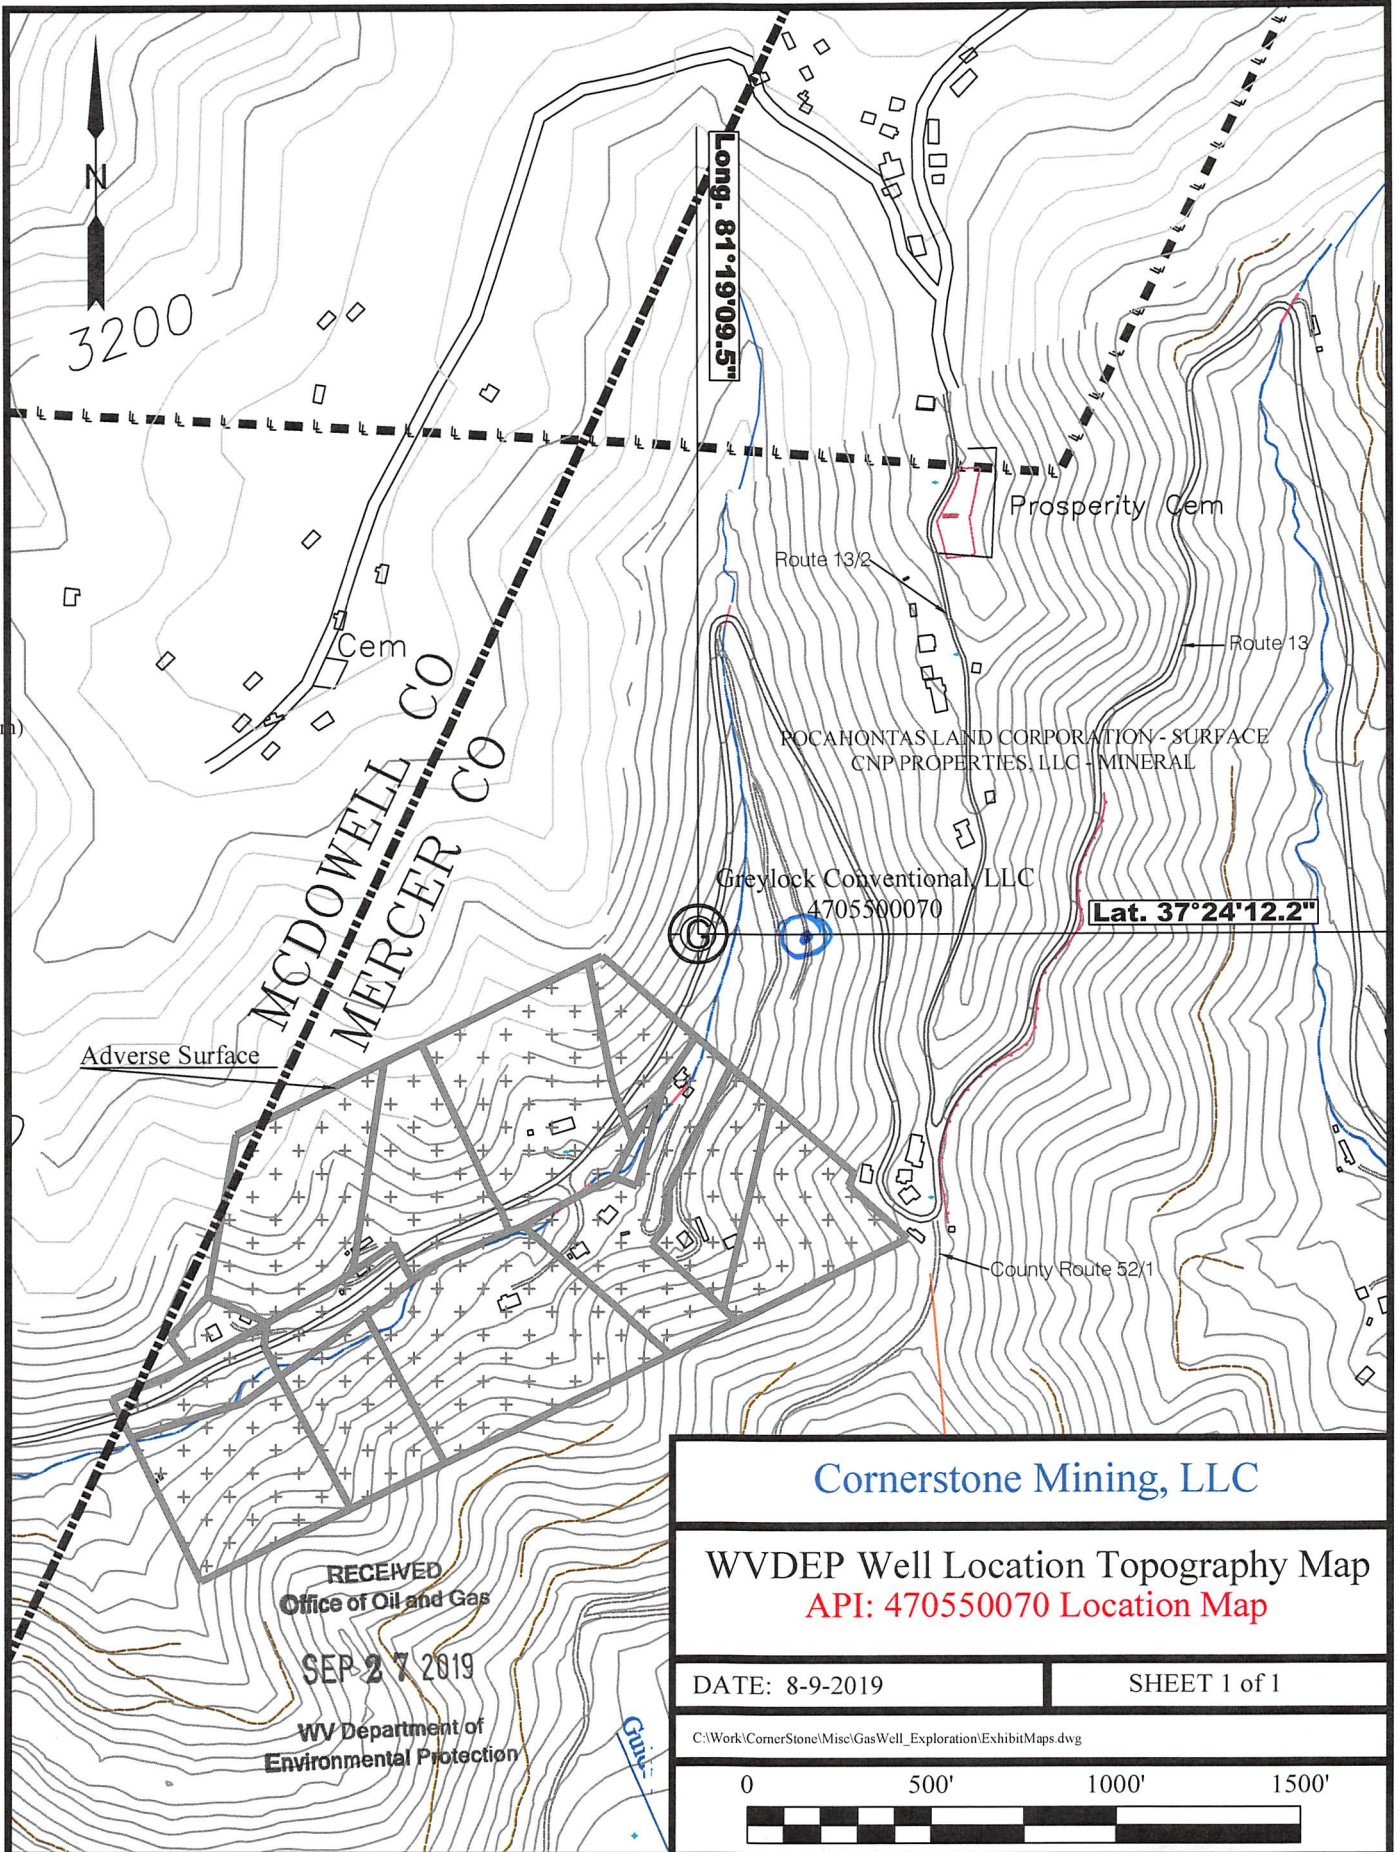 N
3200
Long. 81°19'09.5"
Prosperity Cem
Route 13/2
Cem
Route 13
MCDOWELL CO
MERCER CO
POCAHONTAS LAND CORPORATION - SURFACE
CNP PROPERTIES, LLC - MINERAL
Greylock Conventional, LLC
4705500070
Lat. 37°24'12.2"
G
Adverse Surface
County Route 52/1
RECEIVED
Office of Oil and Gas
SEP 27 2019
WV Department of
Environmental Protection
Cornerstone Mining, LLC
WVDEP Well Location Topography Map
API: 470550070 Location Map
DATE: 8-9-2019
SHEET 1 of 1
C:\Work\CornerStone\Misc\GasWell_Exploration\ExhibitMaps.dwg
0 500' 1000' 1500'